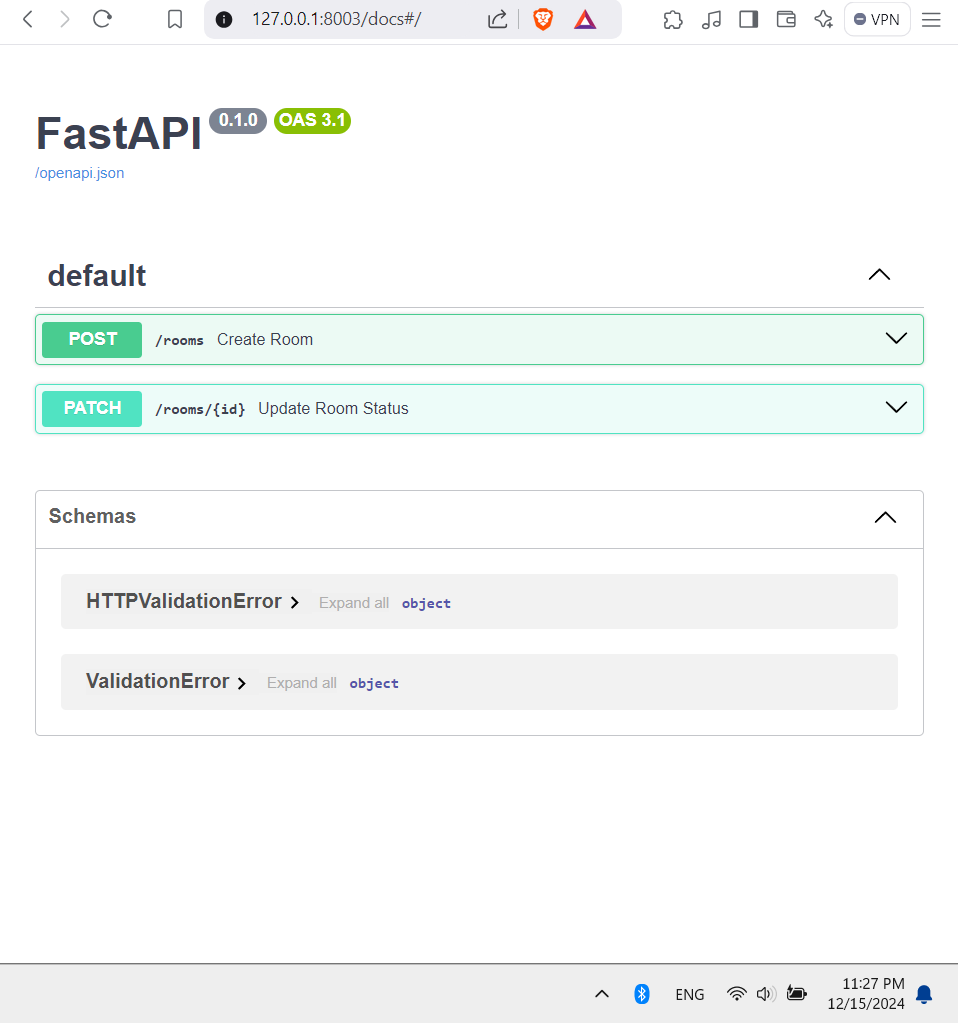 127.0.0.1:8003/docs#/
VPN
FastAPI 0.1.0 OAS 3.1
/openapi.json
default
POST /rooms Create Room
PATCH /rooms/{id} Update Room Status
Schemas
HTTPValidationError Expand all object
ValidationError Expand all object
ENG
11:27 PM
12/15/2024